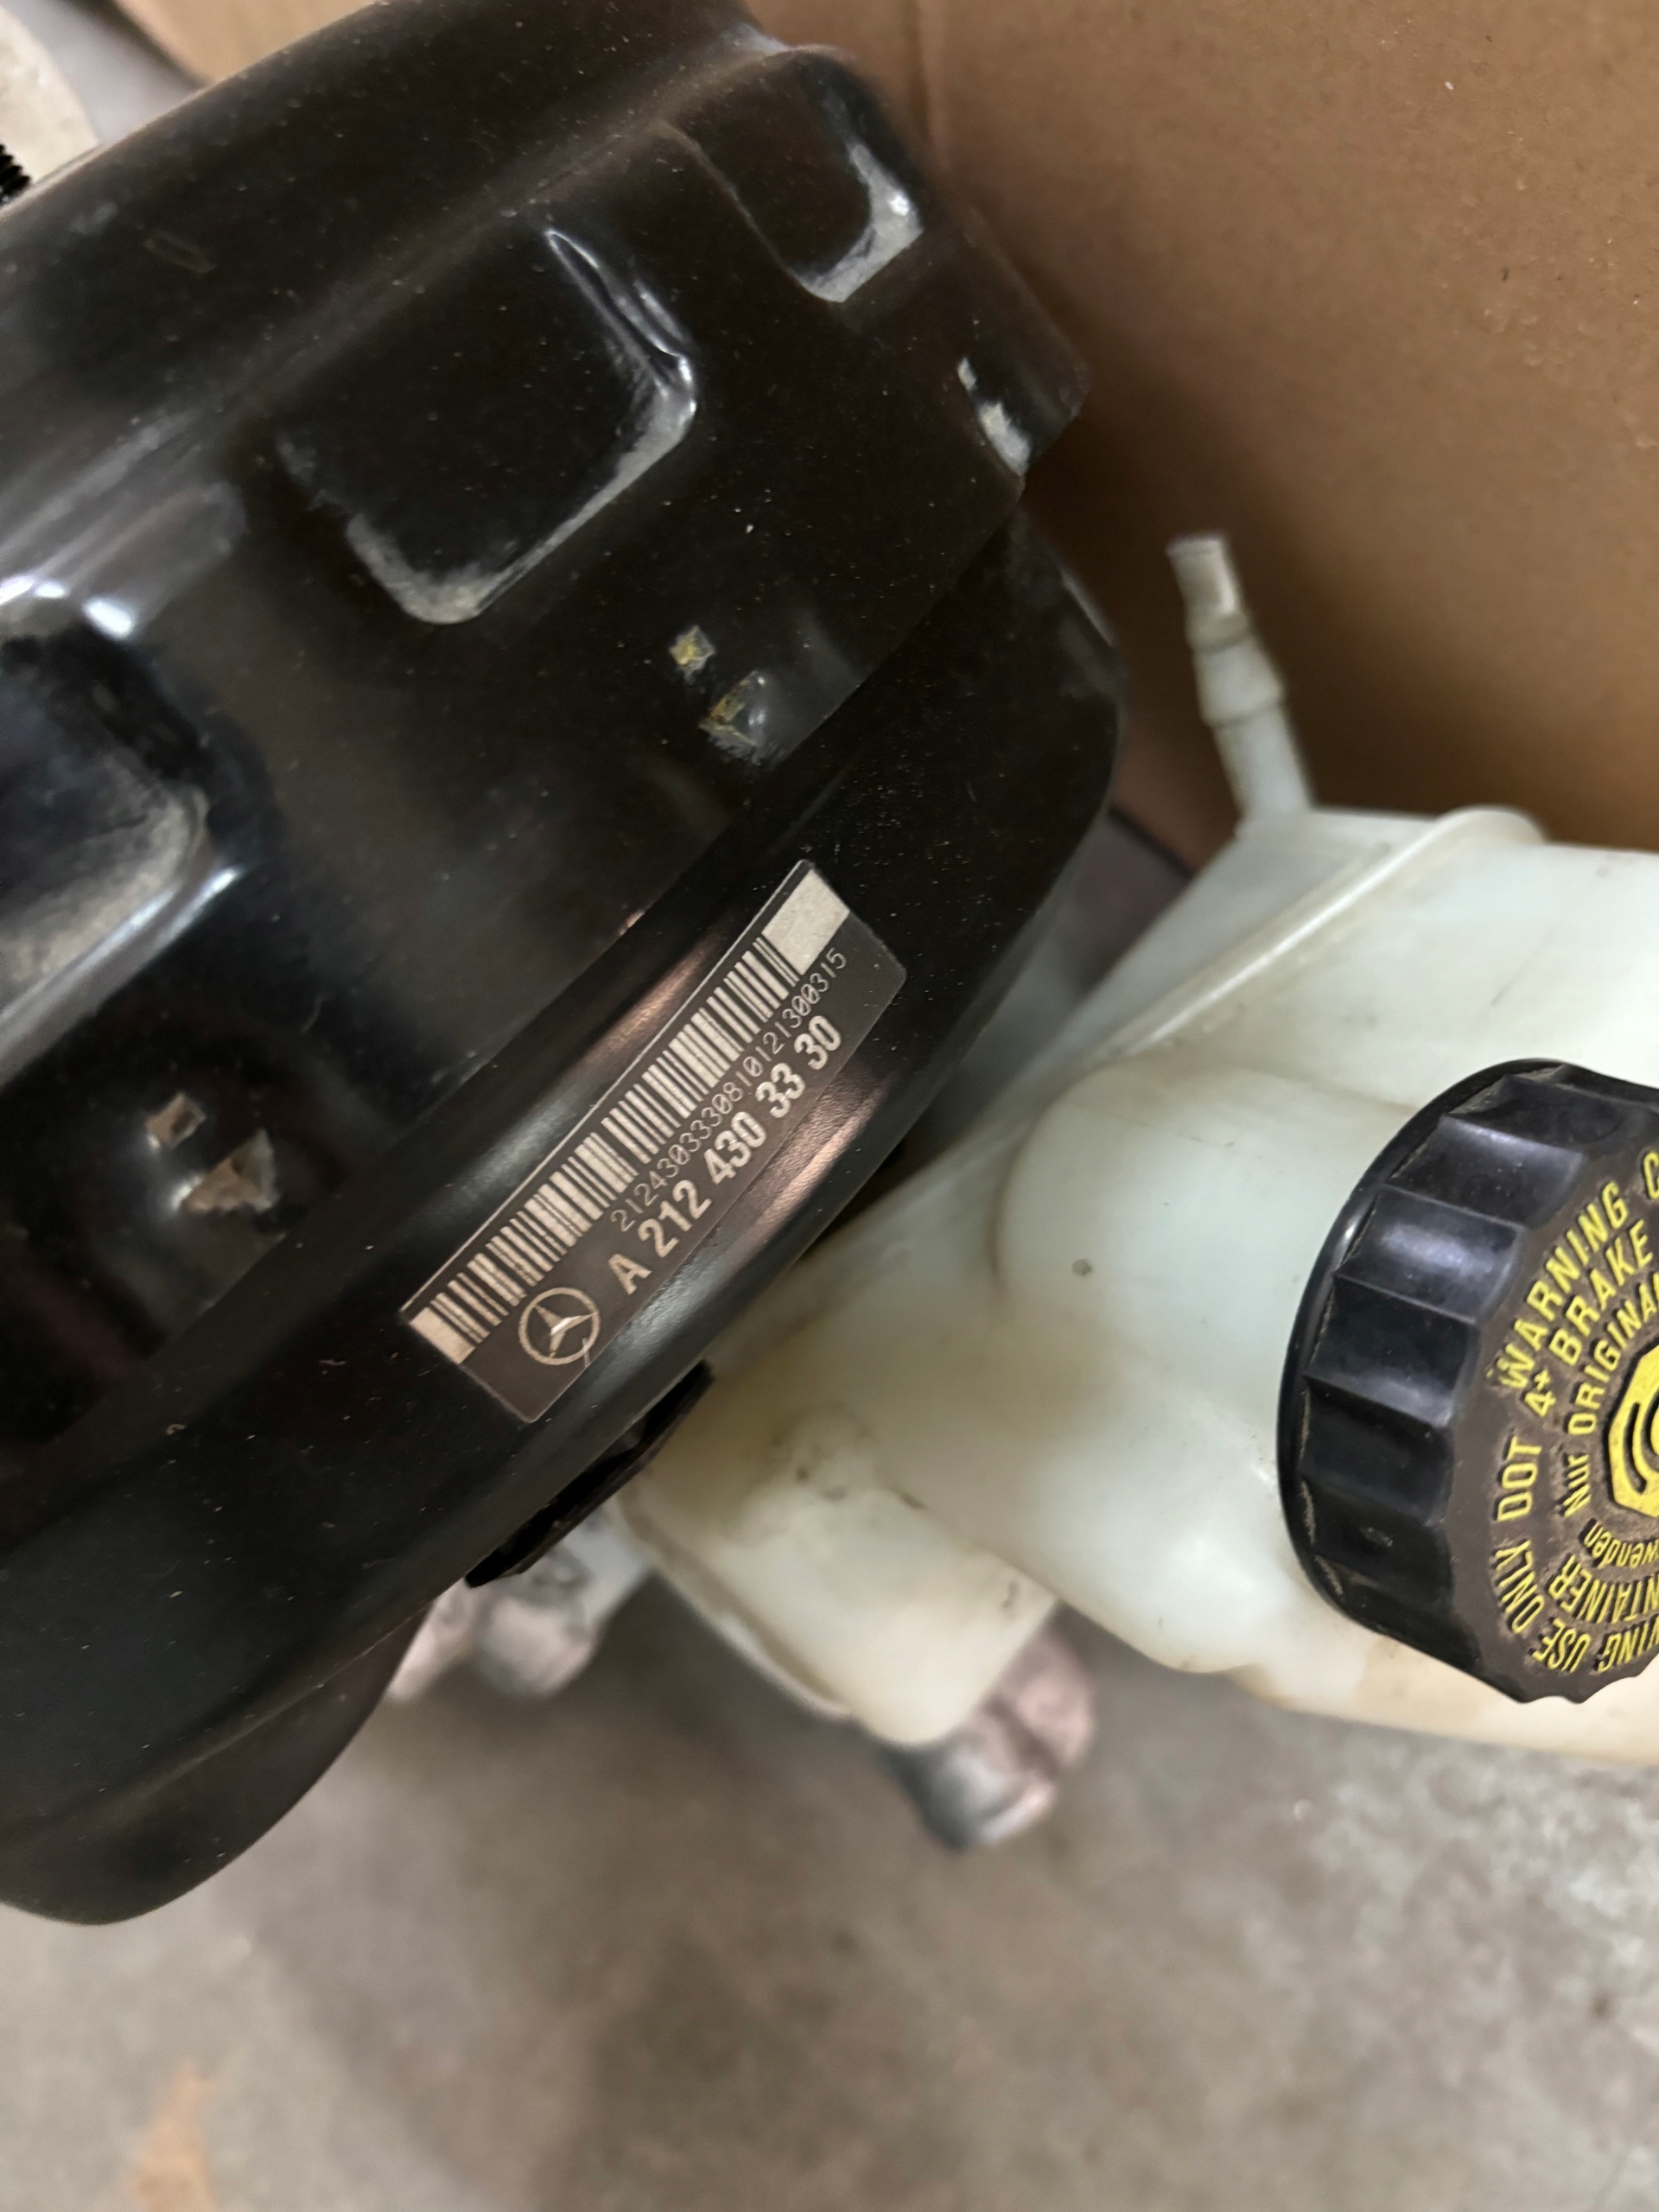 2124303330810121300315
A 212 430 33 30
WARNING
USE ONLY DOT 4+ BRAKE
Nur ORIGINAL